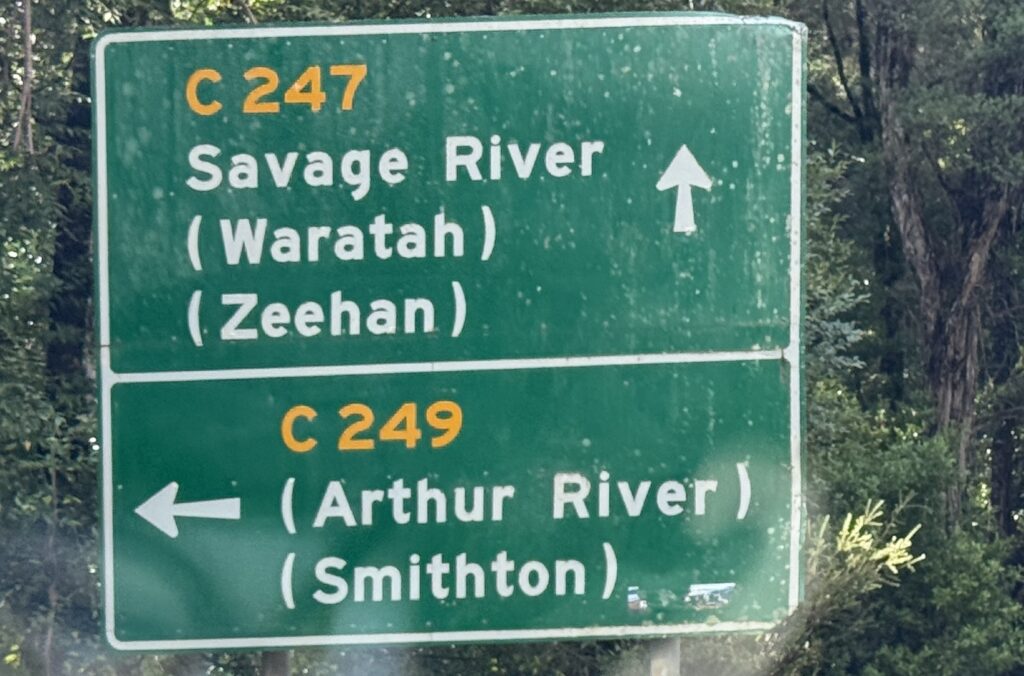 C 247
Savage River
(Waratah)
(Zeehan)
C 249
(Arthur River)
(Smithton)